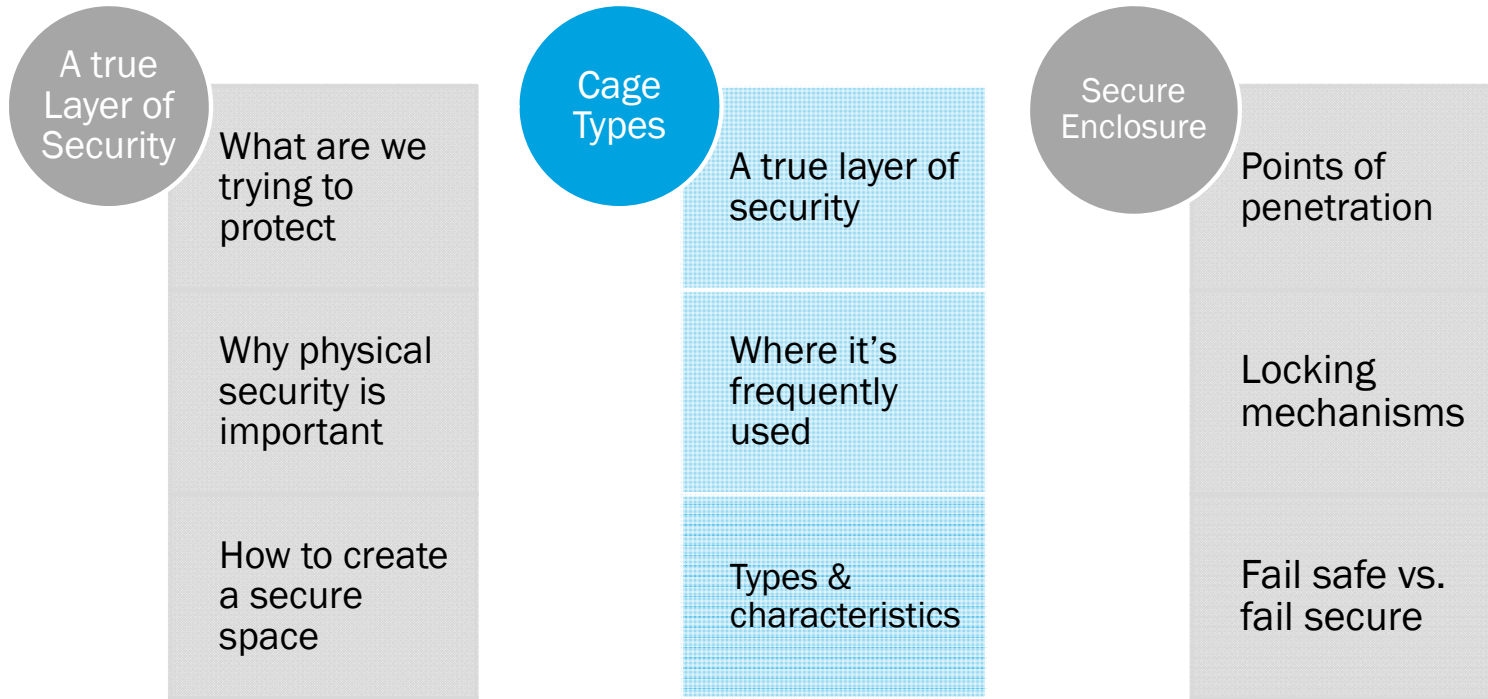 A true
Layer of
Security
What are we
trying to
protect
Why physical
security is
important
How to create
a secure
space
Cage
Types
A true layer of
security
Where it’s
frequently
used
Types &
characteristics
Secure
Enclosure
Points of
penetration
Locking
mechanisms
Fail safe vs.
fail secure